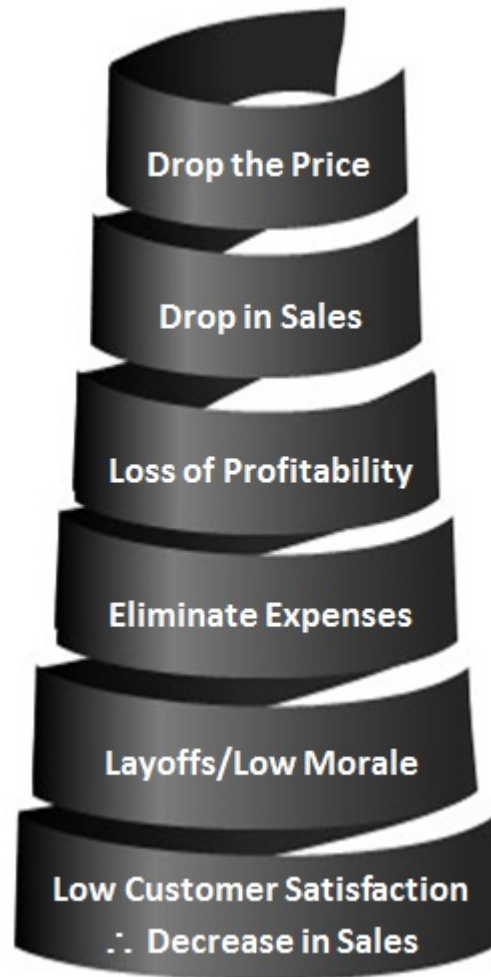 Drop the Price
Drop in Sales
Loss of Profitability
Eliminate Expenses
Layoffs/Low Morale
Low Customer Satisfaction
∴ Decrease in Sales